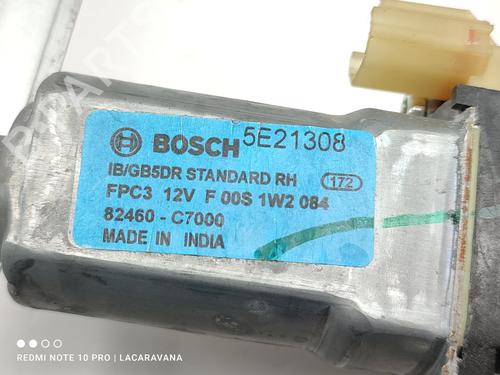 BOSCH 5E21308
IB/GB5DR STANDARD RH 172
FPC3 12V F 00S 1W2 084
82460 - C7000
MADE IN INDIA
REDMI NOTE 10 PRO | LACARAVANA